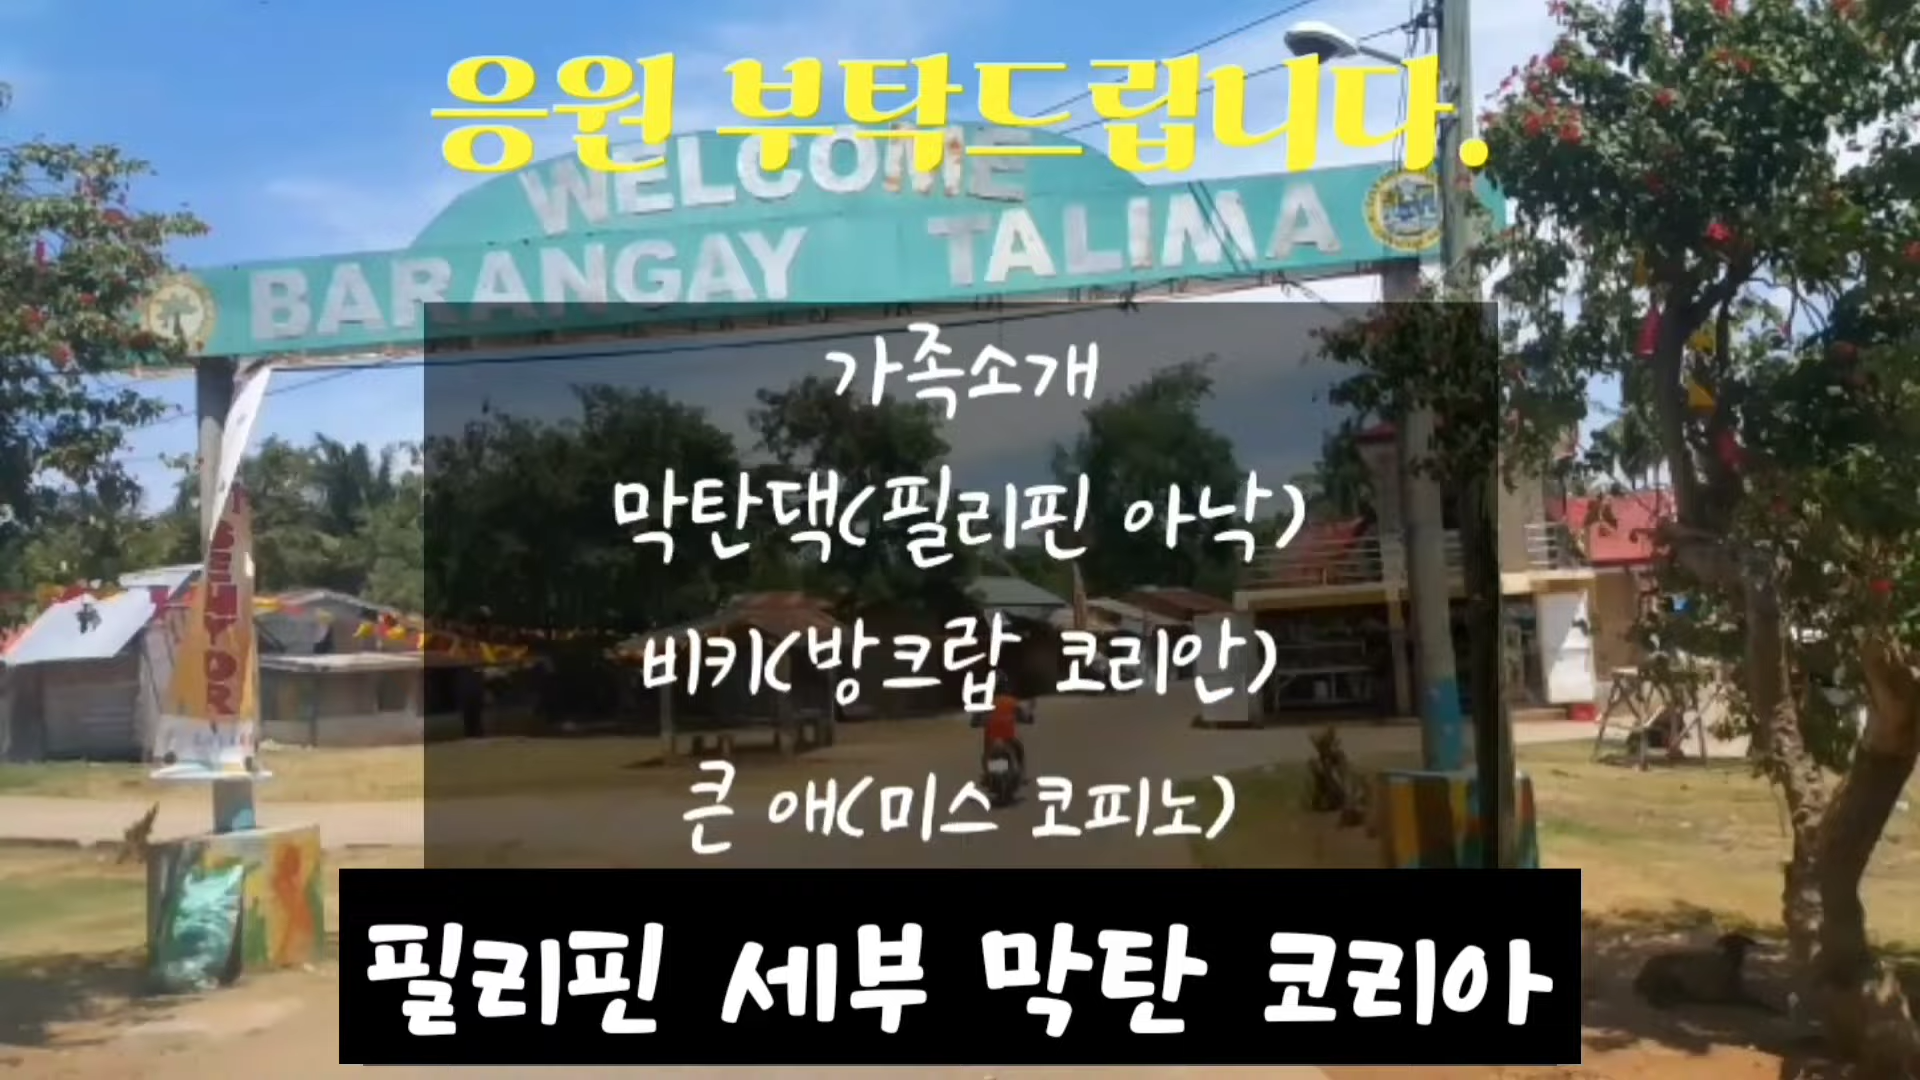 응원 부탁드립니다.
WELCOME
BARANGAY TALIMA
가족소개
막탄댁(필리핀 아낙)
비키(방크랍 코리안)
큰 애(미스 코피노)
필리핀 세부 막탄 코리아